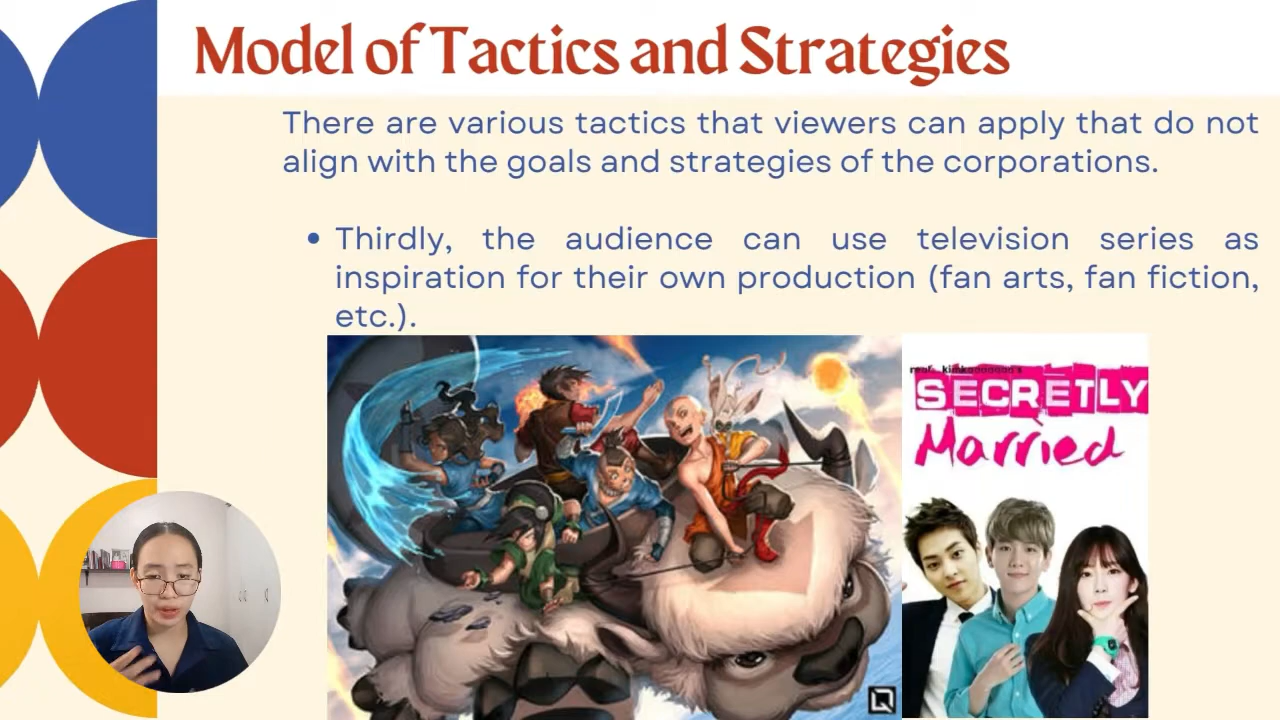 Model of Tactics and Strategies
There are various tactics that viewers can apply that do not
align with the goals and strategies of the corporations.
• Thirdly, the audience can use television series as
inspiration for their own production (fan arts, fan fiction,
etc.).
SECRETLY
Married